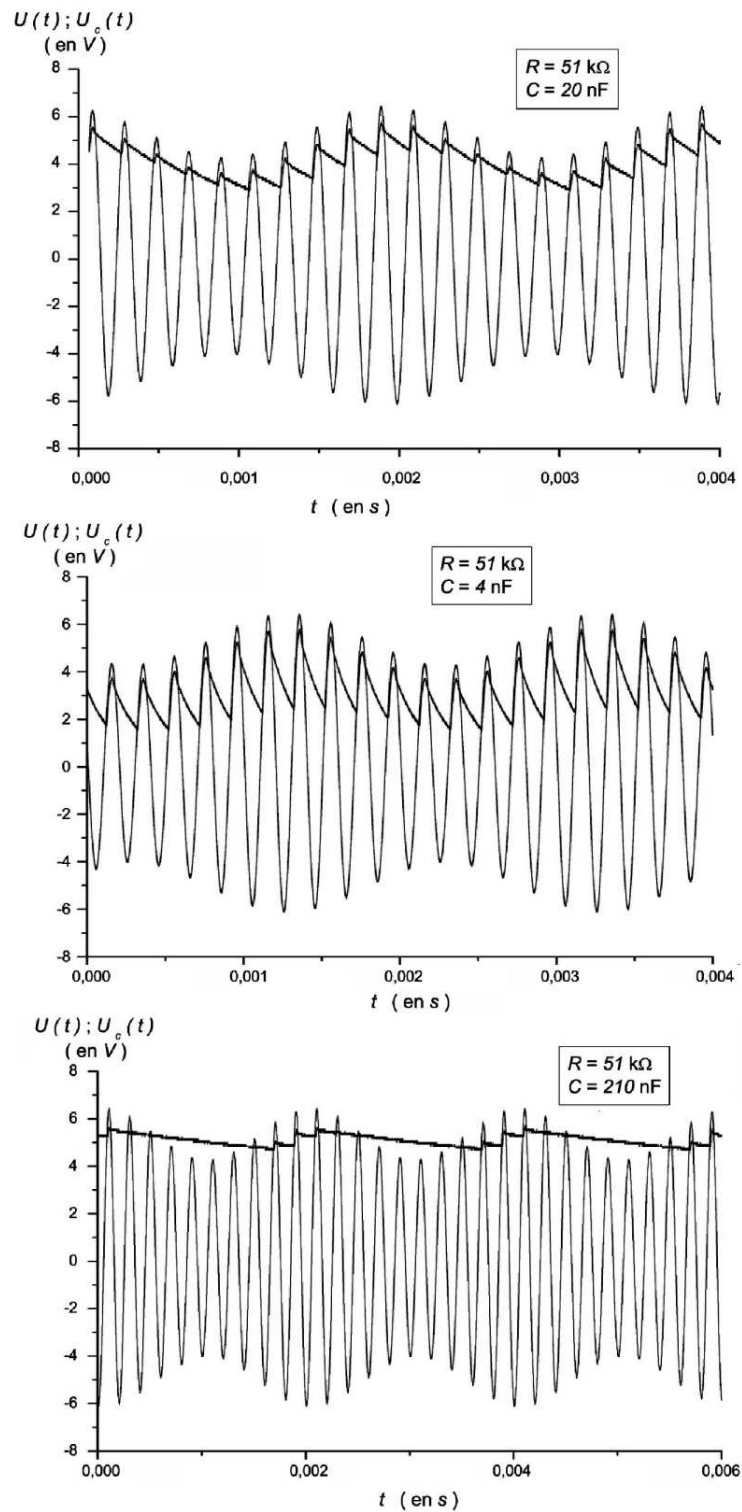 U(t) ; U_c(t)
(en V)
R = 51 kΩ
C = 20 nF
8
6
4
2
0
-2
-4
-6
-8
0,000 0,001 0,002 0,003 0,004
t (en s)
U(t) ; U_c(t)
(en V)
R = 51 kΩ
C = 4 nF
8
6
4
2
0
-2
-4
-6
-8
0,000 0,001 0,002 0,003 0,004
t (en s)
U(t) ; U_c(t)
(en V)
R = 51 kΩ
C = 210 nF
8
6
4
2
0
-2
-4
-6
-8
0,000 0,002 0,004 0,006
t (en s)